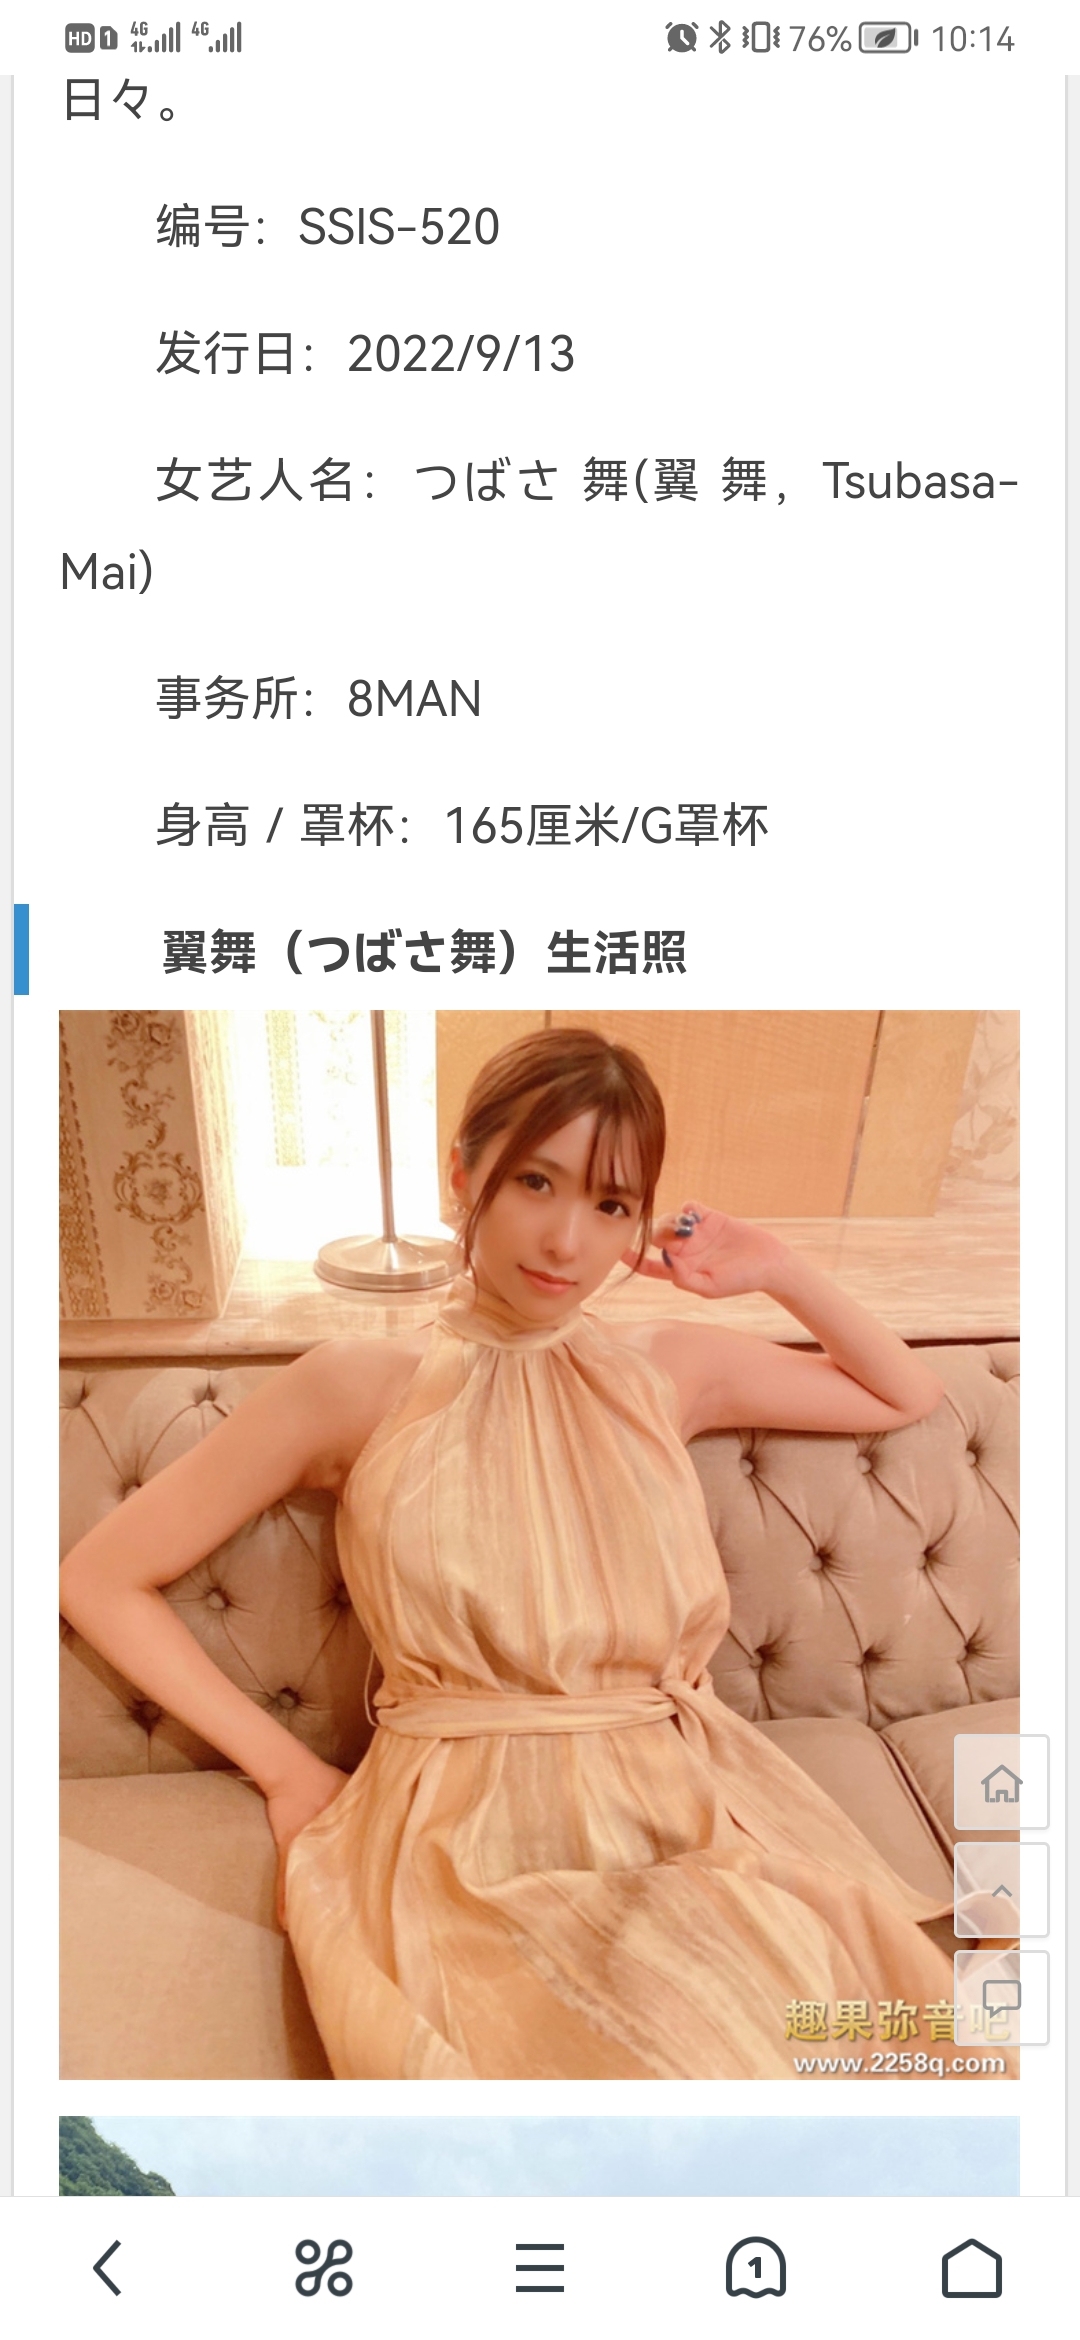 HD 1 4G 4G 76% 10:14
日々。
编号：SSIS-520
发行日：2022/9/13
女艺人名：つばさ 舞(翼 舞，Tsubasa-
Mai)
事务所：8MAN
身高 / 罩杯：165厘米/G罩杯
翼舞（つばさ舞）生活照
趣果弥音吧
www.2258q.com
1